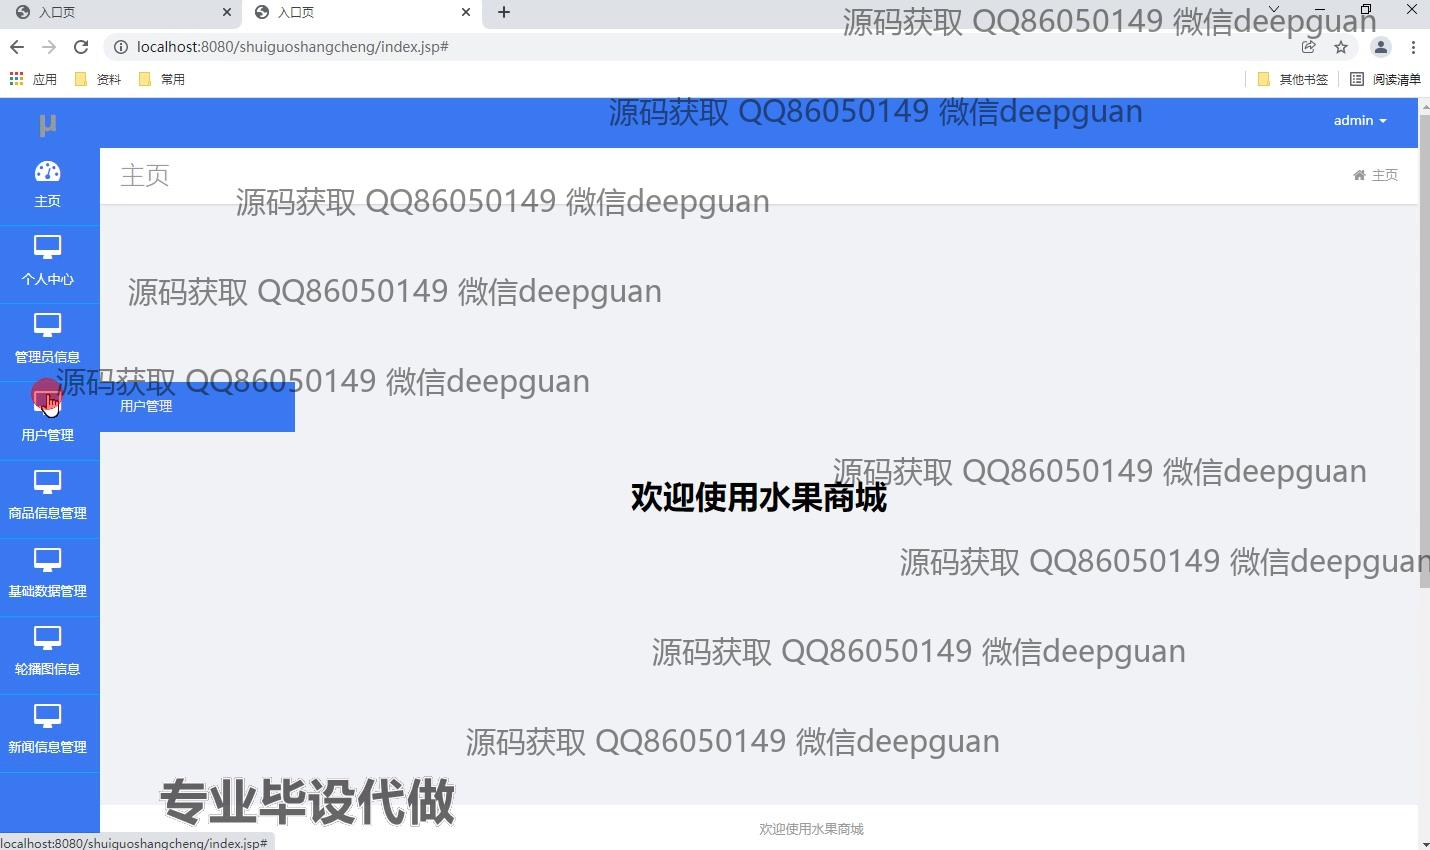 入口页
入口页
源码获取 QQ86050149 微信deepguan
localhost:8080/shuiguoshangcheng/index.jsp#
应用
资料
常用
其他书签
阅读清单
μ
源码获取 QQ86050149 微信deepguan
admin
主页
主页
主页
源码获取 QQ86050149 微信deepguan
个人中心
源码获取 QQ86050149 微信deepguan
管理员信息
源码获取 QQ86050149 微信deepguan
用户管理
用户管理
源码获取 QQ86050149 微信deepguan
欢迎使用水果商城
商品信息管理
源码获取 QQ86050149 微信deepguan
基础数据管理
源码获取 QQ86050149 微信deepguan
轮播图信息
源码获取 QQ86050149 微信deepguan
新闻信息管理
专业毕设代做
欢迎使用水果商城
localhost:8080/shuiguoshangcheng/index.jsp#